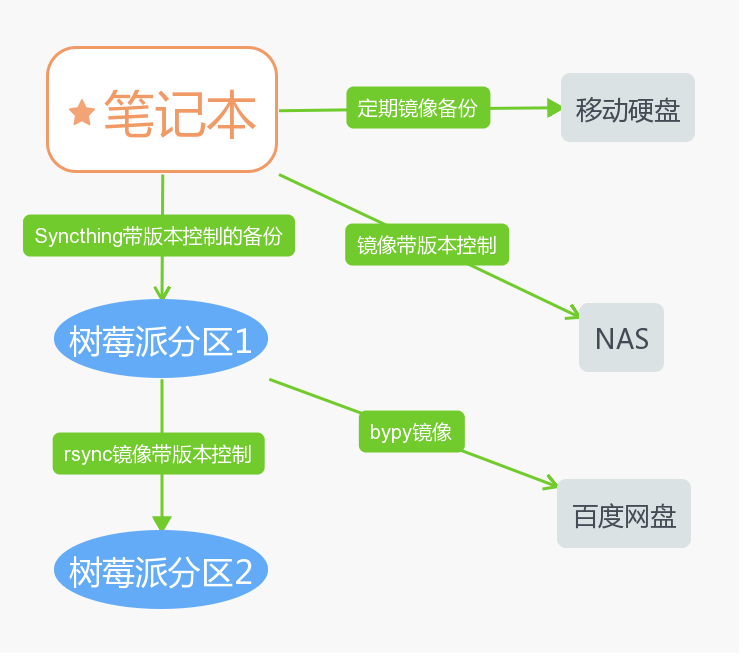 笔记本
定期镜像备份
移动硬盘
Syncthing带版本控制的备份
镜像带版本控制
树莓派分区1
NAS
bypy镜像
rsync镜像带版本控制
百度网盘
树莓派分区2